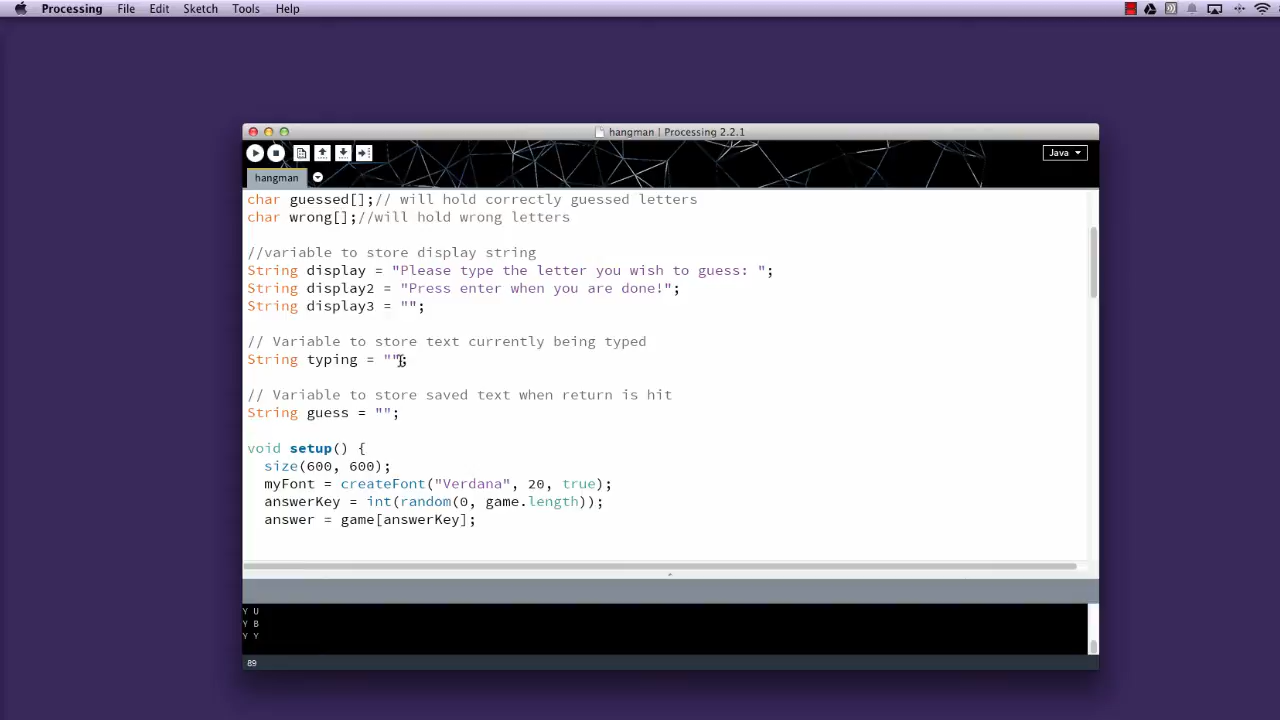 Processing File Edit Sketch Tools Help
hangman | Processing 2.2.1
Java
hangman
char guessed[];// will hold correctly guessed letters
char wrong[];//will hold wrong letters
//variable to store display string
String display = "Please type the letter you wish to guess: ";
String display2 = "Press enter when you are done!";
String display3 = "";
// Variable to store text currently being typed
String typing = "";
// Variable to store saved text when return is hit
String guess = "";
void setup() {
size(600, 600);
myFont = createFont("Verdana", 20, true);
answerKey = int(random(0, game.length));
answer = game[answerKey];
Y U
Y B
Y Y
89